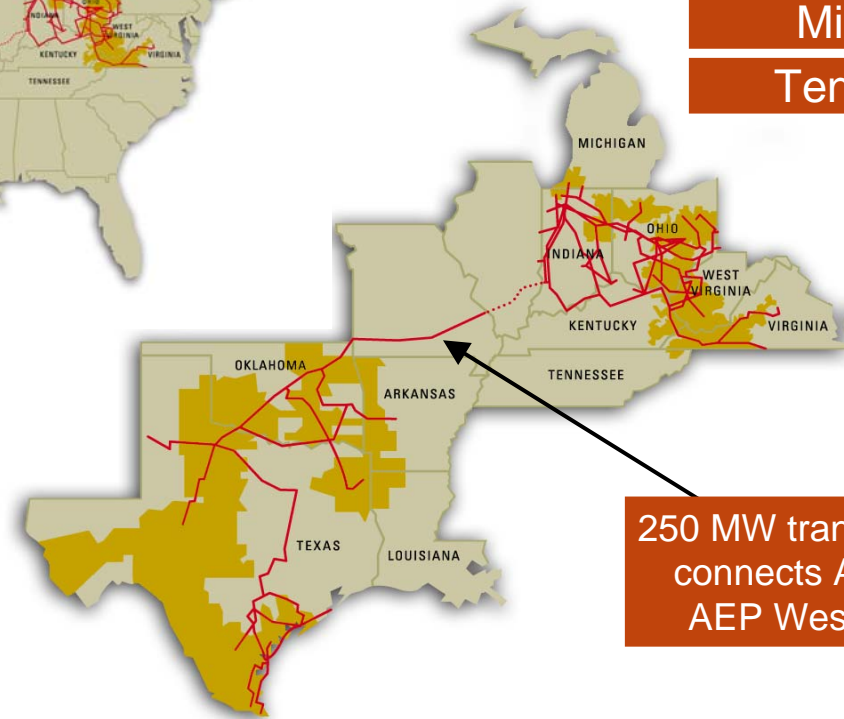 INDIANA
OHIO
WEST
VIRGINIA
KENTUCKY
VIRGINIA
TENNESSEE
MICHIGAN
OHIO
INDIANA
WEST
VIRGINIA
KENTUCKY
VIRGINIA
TENNESSEE
OKLAHOMA
ARKANSAS
TEXAS
LOUISIANA
Mi
Ten
250 MW tran
connects A
AEP Wes